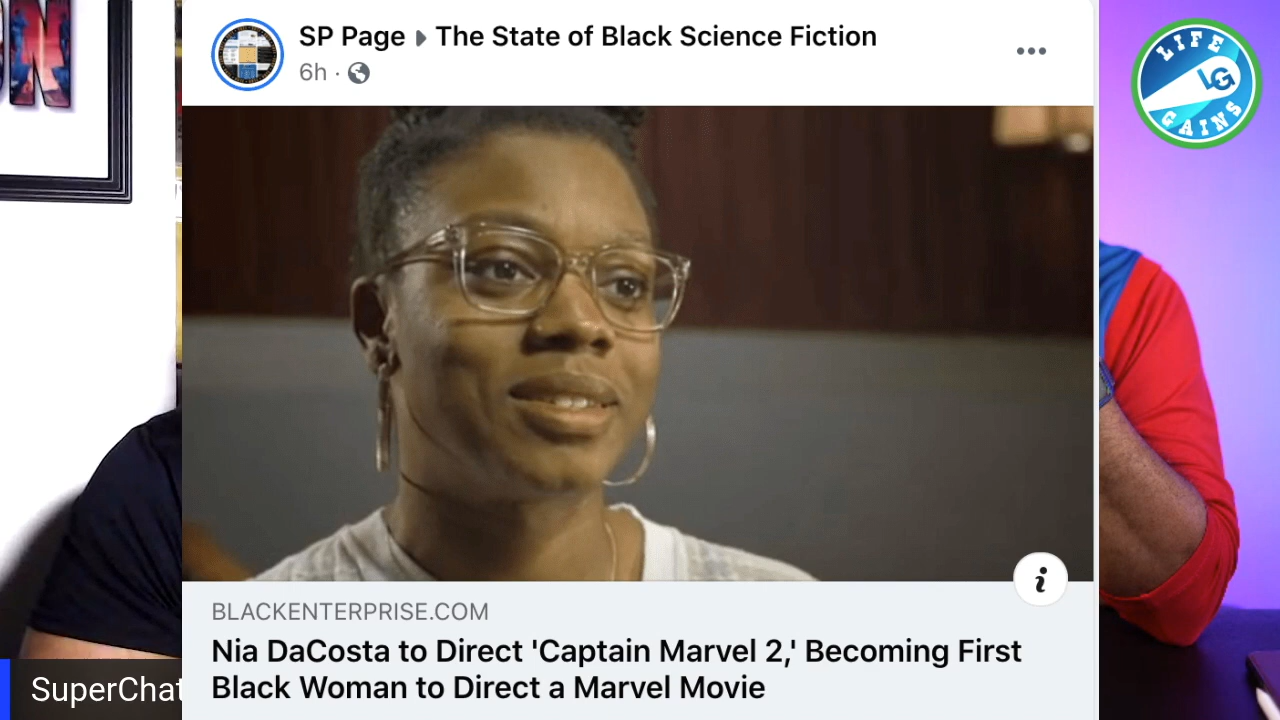 SP Page ▸ The State of Black Science Fiction
6h ·
LIFE
LG
GAINS
BLACKENTERPRISE.COM
Nia DaCosta to Direct 'Captain Marvel 2,' Becoming First
Black Woman to Direct a Marvel Movie
SuperChat